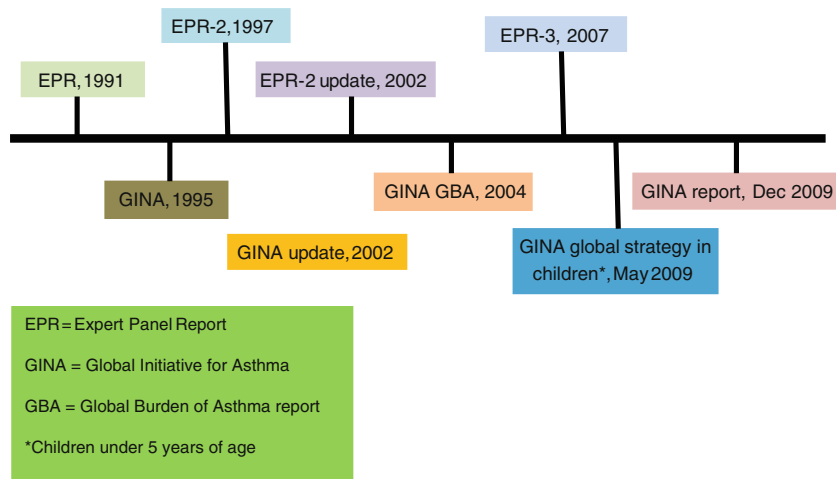 EPR-2,1997
EPR-3, 2007
EPR,1991
EPR-2 update, 2002
GINA,1995
GINA GBA, 2004
GINA report, Dec 2009
GINA update,2002
GINA global strategy in
children*,May 2009
EPR= Expert Panel Report
GINA = Global Initiative for Asthma
GBA = Global Burden of Asthma report
*Children under 5 years of age